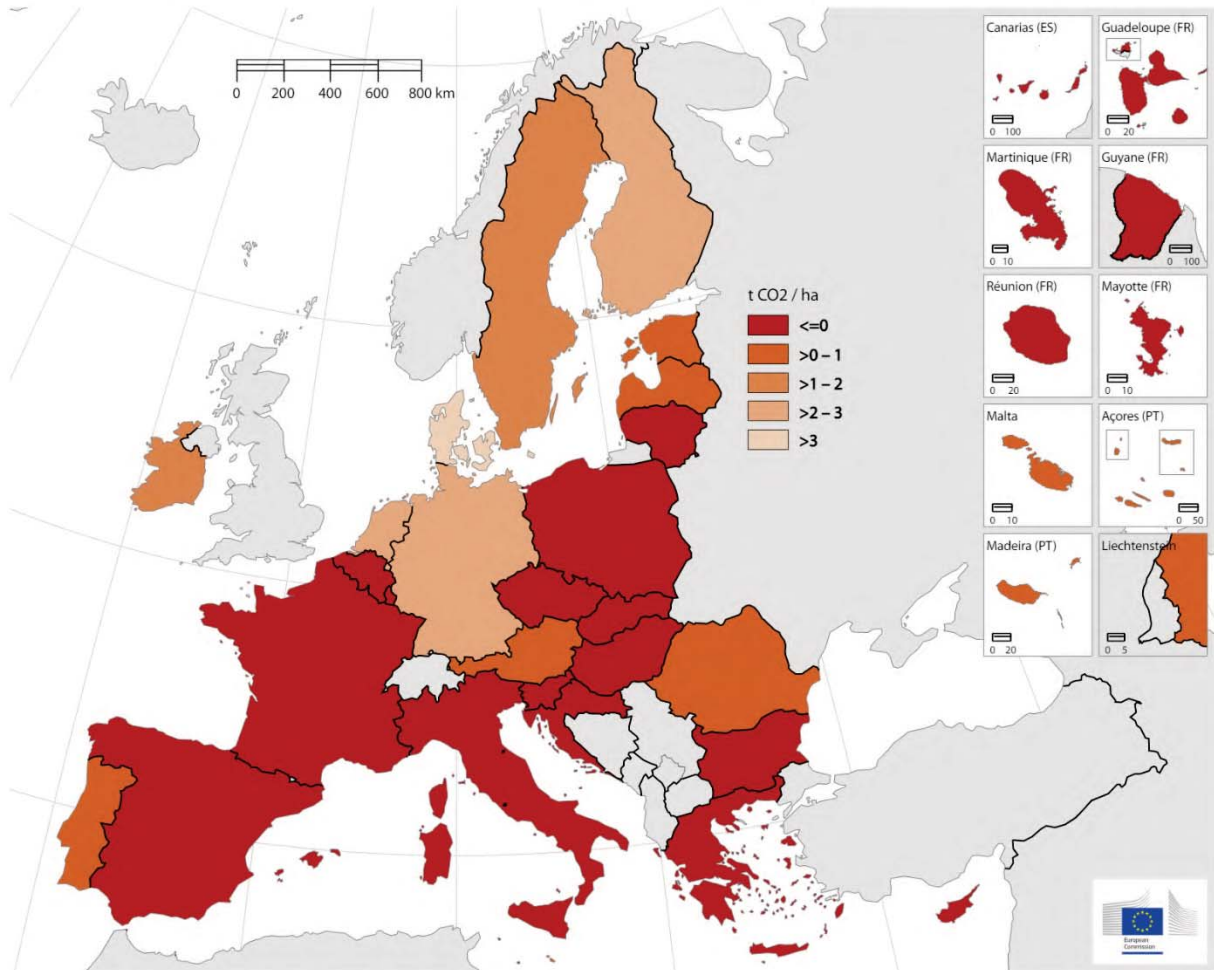 0 200 400 600 800 km
t CO2 / ha
<=0
>0 – 1
>1 – 2
>2 – 3
>3
Canarias (ES)
0 100
Guadeloupe (FR)
0 20
Martinique (FR)
0 10
Guyane (FR)
0 100
Réunion (FR)
0 20
Mayotte (FR)
0 10
Malta
0 10
Açores (PT)
0 50
Madeira (PT)
0 20
Liechtenstein
0 5
European
Commission